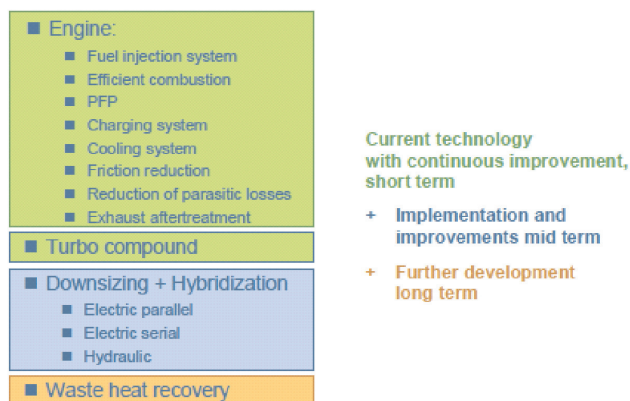 Engine:
Fuel injection system
Efficient combustion
PFP
Charging system
Cooling system
Friction reduction
Reduction of parasitic losses
Exhaust aftertreatment
Turbo compound
Downsizing + Hybridization
Electric parallel
Electric serial
Hydraulic
Waste heat recovery
Current technology
with continuous improvement,
short term
+ Implementation and
improvements mid term
+ Further development
long term